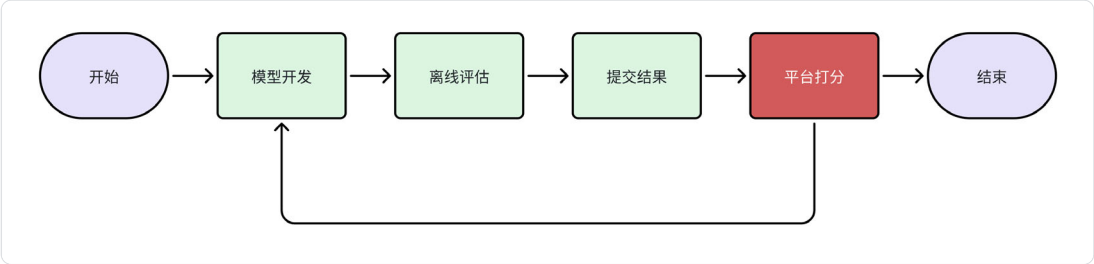 开始
模型开发
离线评估
提交结果
平台打分
结束